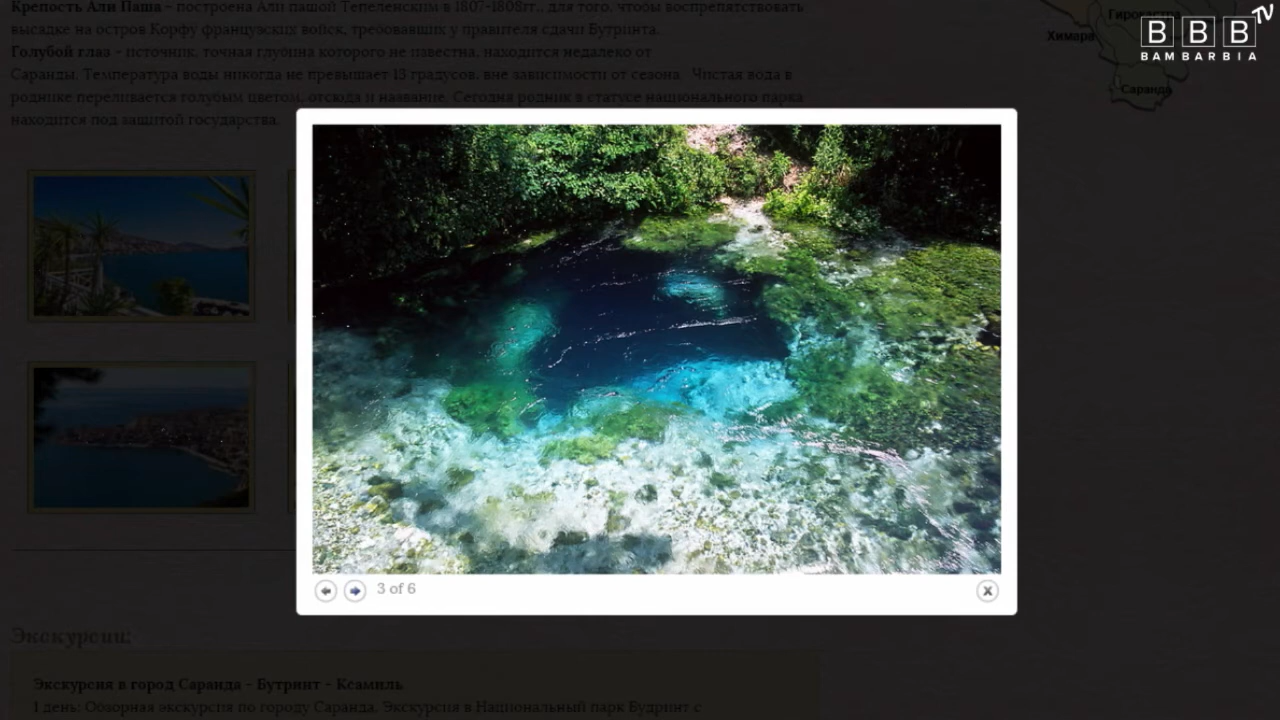 Крепость Али Паша - построена Али пашой Тепеленским в 1807-1808гг., для того, чтобы воспрепятствовать
высадке на остров Корфу французских войск, требовавших у правителя сдачи Бутринта.
Голубой глаз - источник, точная глубина которого не известна, находится недалеко от
Саранды. Температура воды никогда не превышает 13 градусов, вне зависимости от сезона. Чистая вода в
роднике переливается голубым цветом, отсюда и название. Сегодня родник в статусе национального парка
находится под защитой государства.
Гирокастра
Химара
Саранда
BBB TV
BAMBARBIA
3 of 6
Экскурсии:
Экскурсия в город Саранда - Бутринт - Ксамиль
1 день: Обзорная экскурсия по городу Саранда. Экскурсия в Национальный парк Будринт с